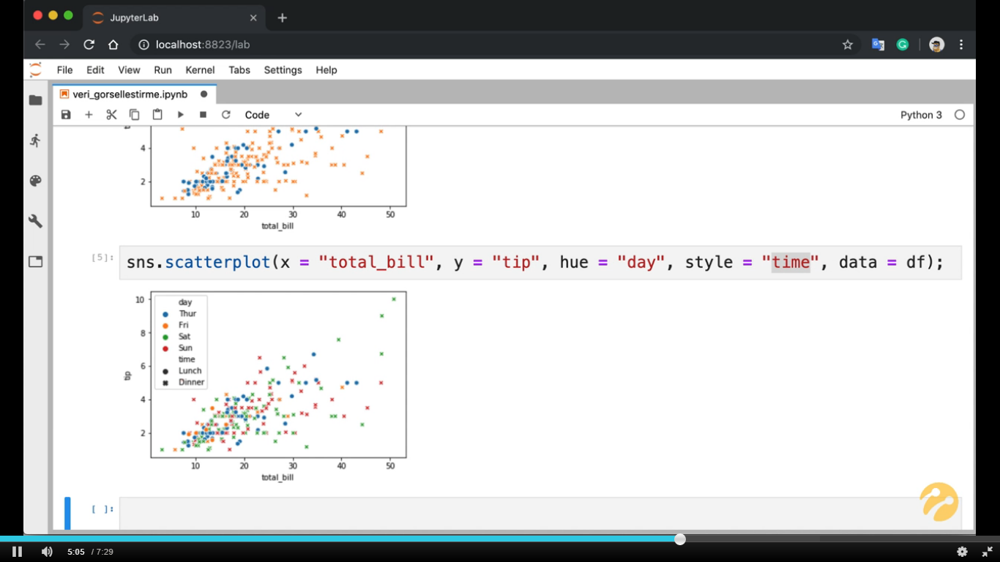 JupyterLab
localhost:8823/lab
File Edit View Run Kernel Tabs Settings Help
veri_gorsellestirme.ipynb
Code
Python 3
4
2
10 20 30 40 50
total_bill
[5]: sns.scatterplot(x = "total_bill", y = "tip", hue = "day", style = "time", data = df);
10
8
6
4
2
tip
day
Thur
Fri
Sat
Sun
time
Lunch
Dinner
10 20 30 40 50
total_bill
[ ]:
5:05 / 7:29